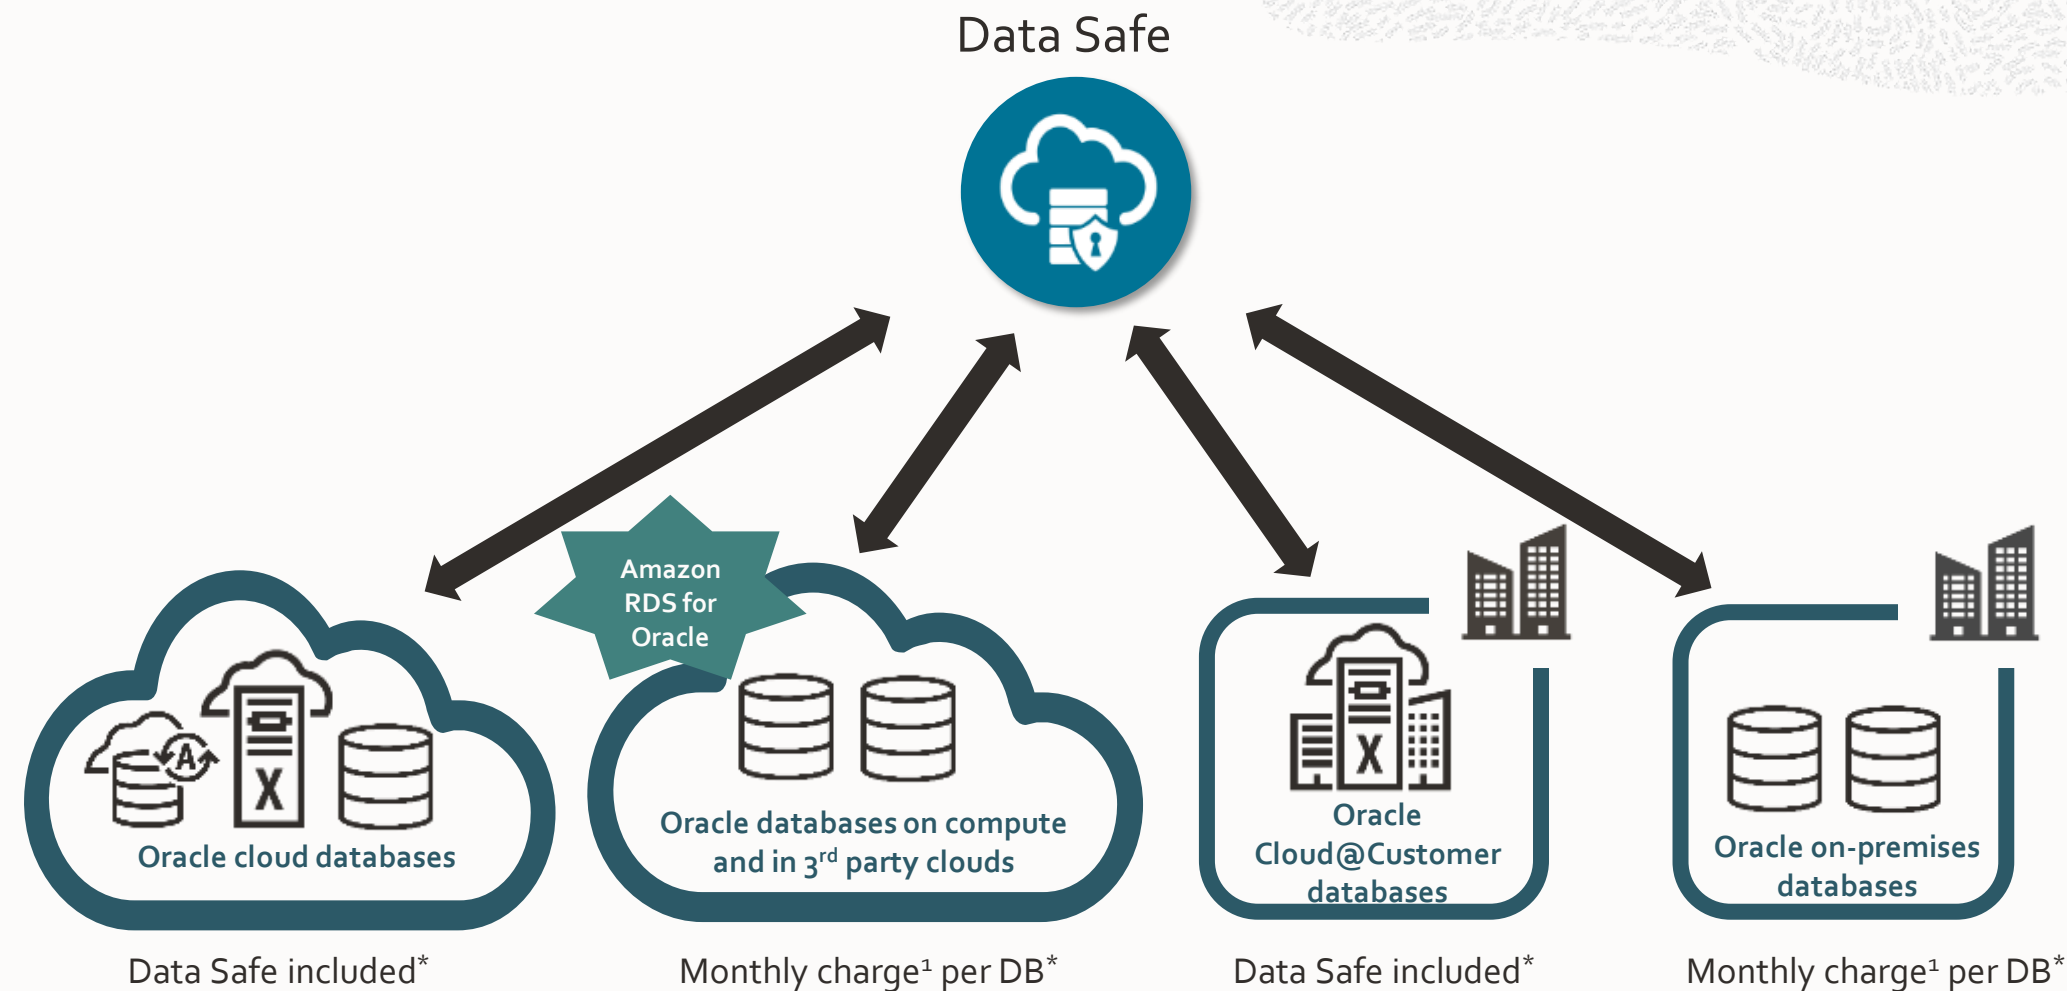 Data Safe
Amazon
RDS for
Oracle
A
X
Oracle cloud databases
Oracle databases on compute
and in 3rd party clouds
X
Oracle
Cloud@Customer
databases
Oracle on-premises
databases
Data Safe included*
Monthly charge¹ per DB*
Data Safe included*
Monthly charge¹ per DB*